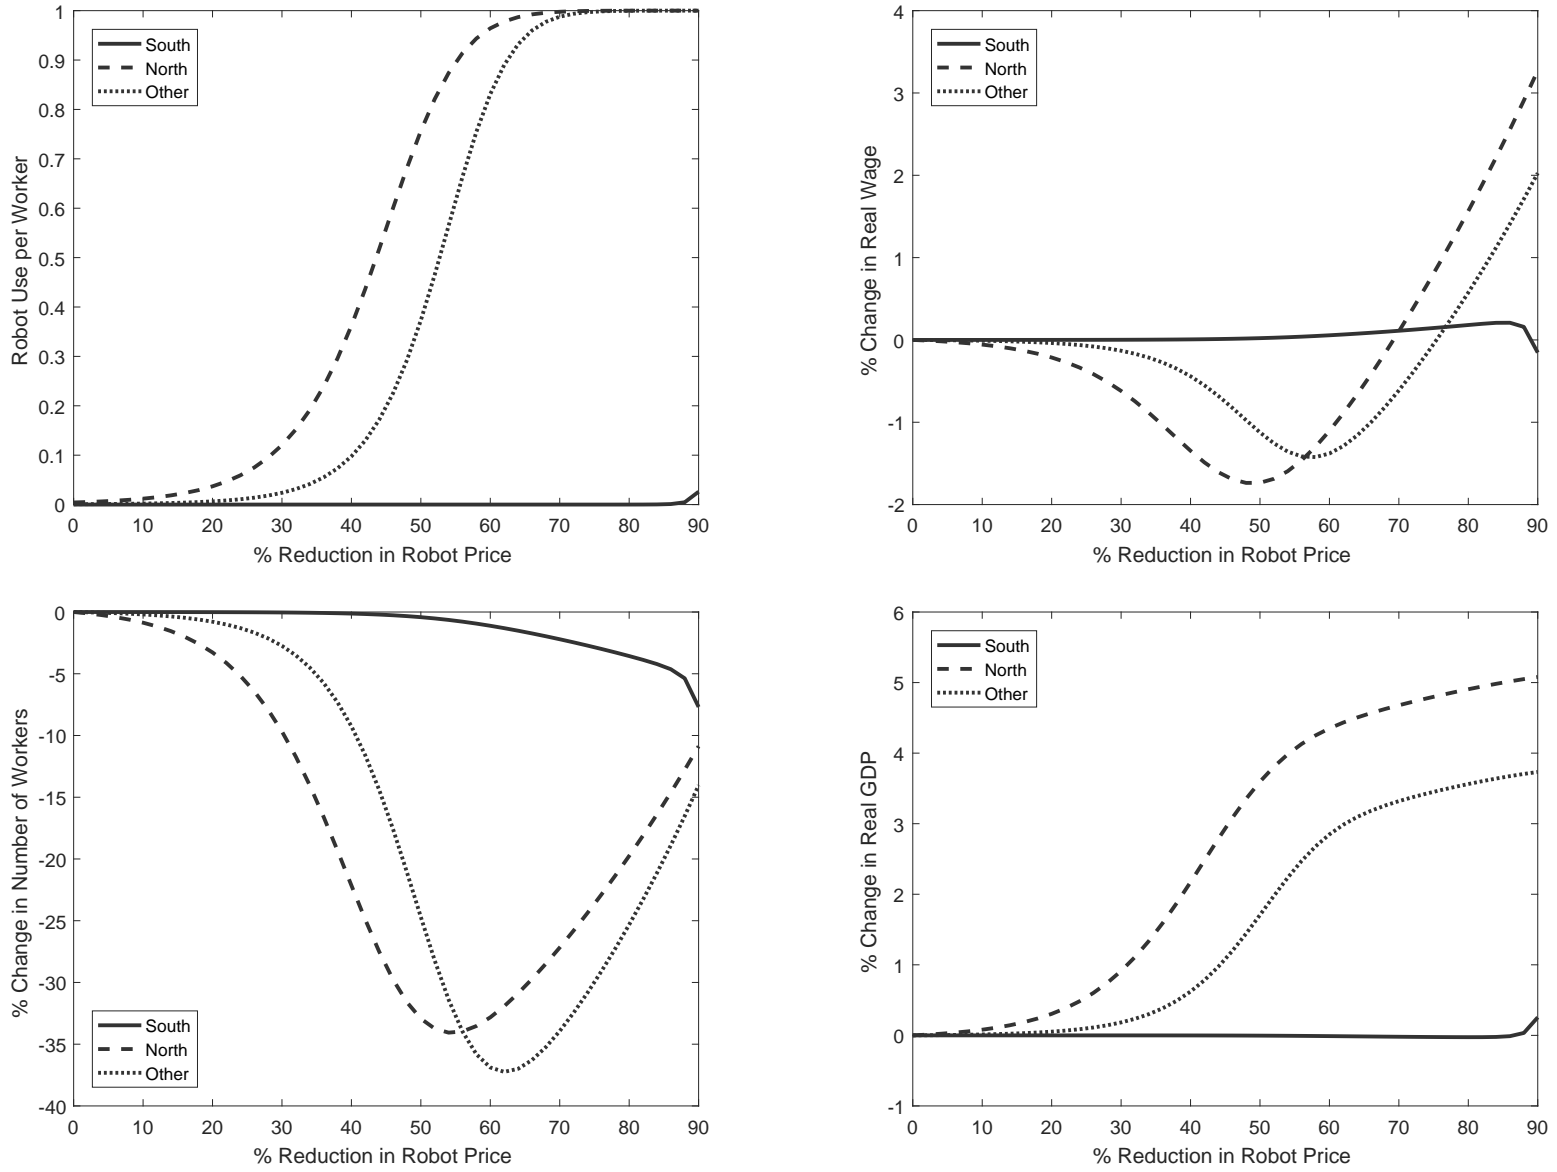 Robot Use per Worker
1
0.9
0.8
0.7
0.6
0.5
0.4
0.3
0.2
0.1
0
South
North
Other
0 10 20 30 40 50 60 70 80 90
% Reduction in Robot Price
% Change in Real Wage
4
3
2
1
0
-1
-2
South
North
Other
0 10 20 30 40 50 60 70 80 90
% Reduction in Robot Price
% Change in Number of Workers
0
-5
-10
-15
-20
-25
-30
-35
-40
South
North
Other
0 10 20 30 40 50 60 70 80 90
% Reduction in Robot Price
% Change in Real GDP
6
5
4
3
2
1
0
-1
South
North
Other
0 10 20 30 40 50 60 70 80 90
% Reduction in Robot Price